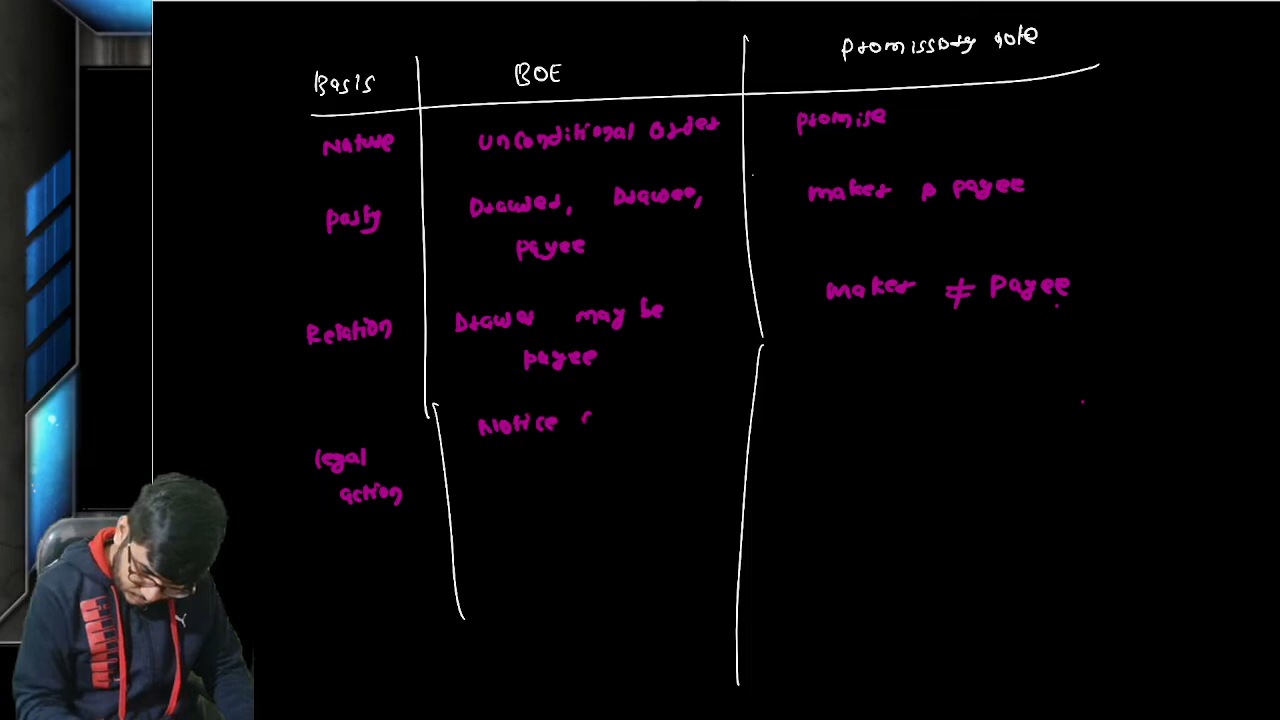 Basis BOE Promissory note
Nature unconditional order promise
party Drawer, Drawee, maker payee
payee
Relation Drawer may be maker ≠ payee
payee
legal Notice
action